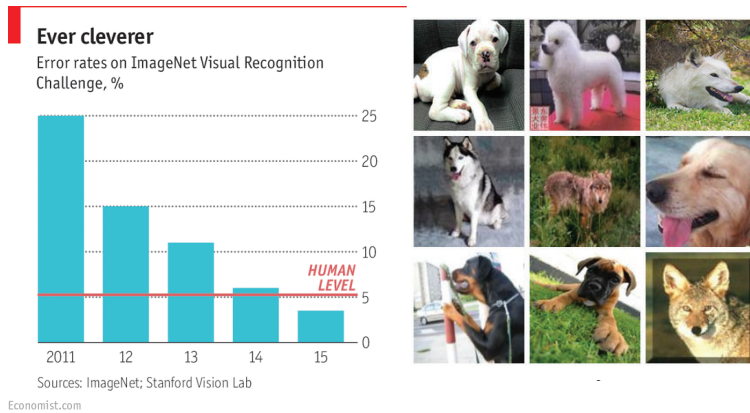 Ever cleverer
Error rates on ImageNet Visual Recognition
Challenge, %
25
20
15
10
5
0
HUMAN
LEVEL
2011 12 13 14 15
Sources: ImageNet; Stanford Vision Lab
Economist.com
-